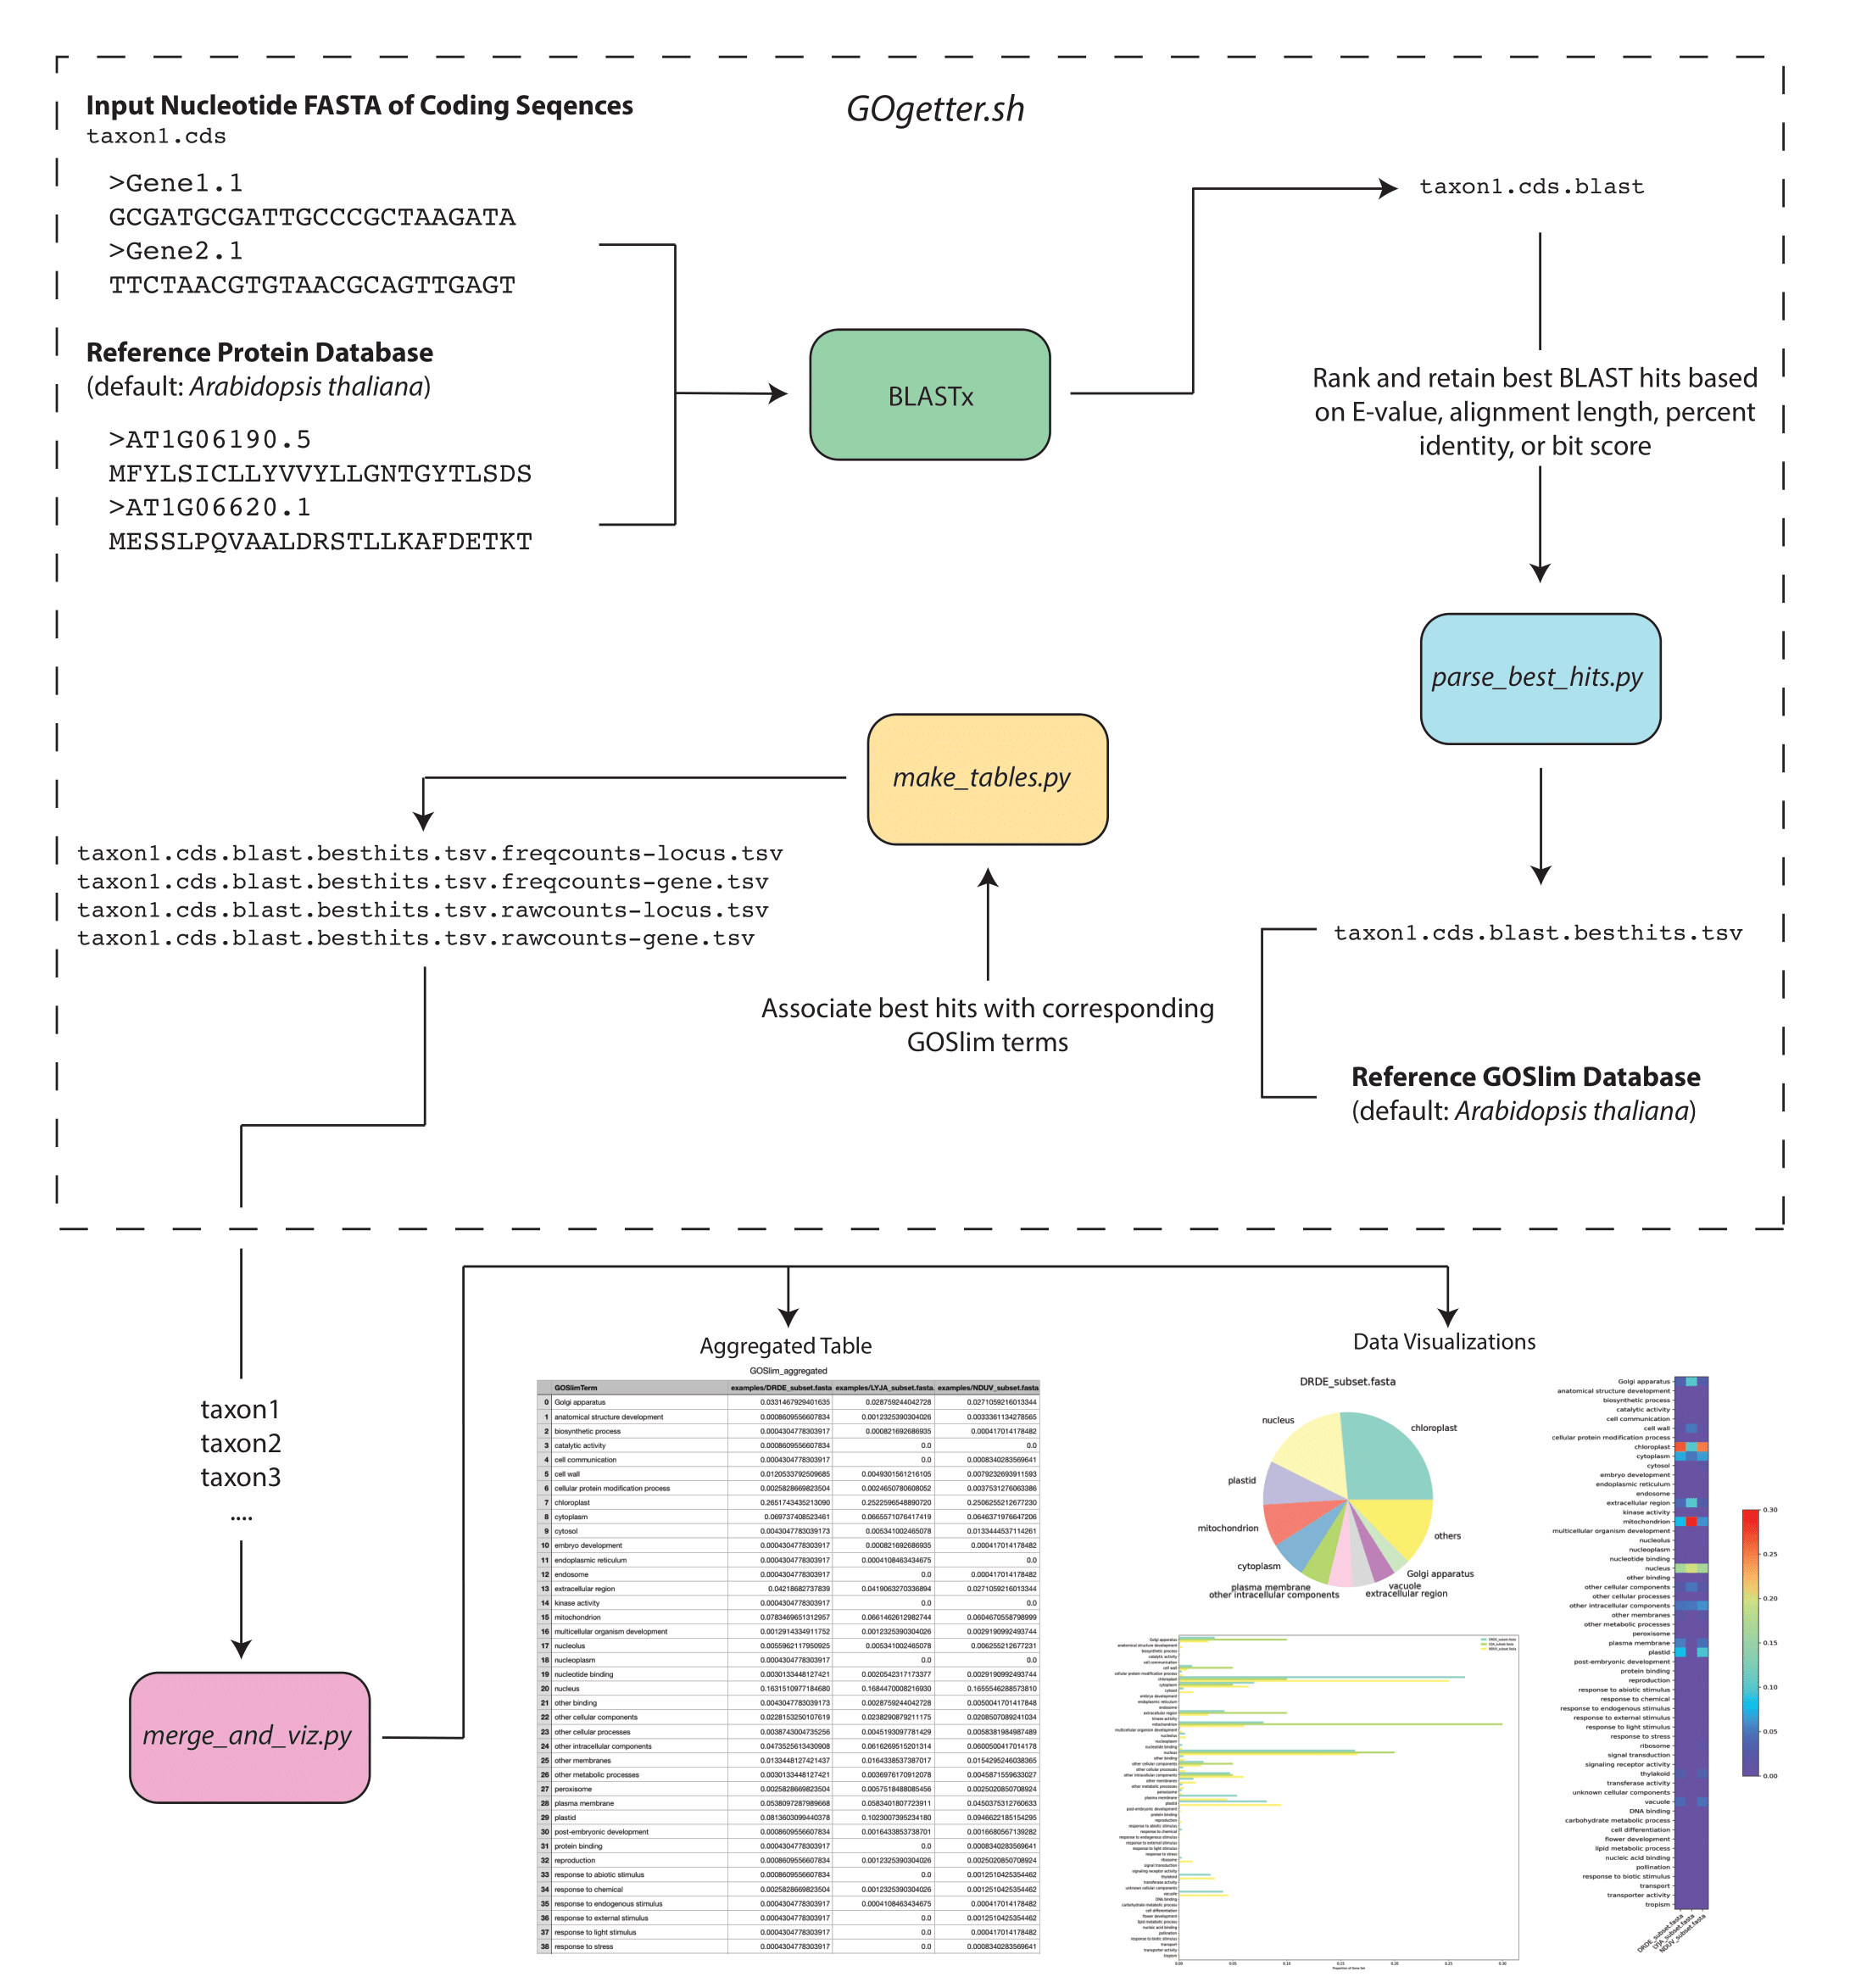 GOgetter.sh
Input Nucleotide FASTA of Coding Seqences
taxon1.cds
>Gene1.1
GCGATGCGATTGCCCGCTAAGATA
>Gene2.1
TTCTAACGTGTAACGCAGTTGAGT
Reference Protein Database
(default: Arabidopsis thaliana)
>AT1G06190.5
MFYLSICLLYVVYLLGNTGYTLSDS
>AT1G06620.1
MESSLPQVAALDRSTLLKAFDETKT
BLASTx
taxon1.cds.blast
Rank and retain best BLAST hits based
on E-value, alignment length, percent
identity, or bit score
parse_best_hits.py
taxon1.cds.blast.besthits.tsv
Reference GOSlim Database
(default: Arabidopsis thaliana)
Associate best hits with corresponding
GOSlim terms
make_tables.py
taxon1.cds.blast.besthits.tsv.freqcounts-locus.tsv
taxon1.cds.blast.besthits.tsv.freqcounts-gene.tsv
taxon1.cds.blast.besthits.tsv.rawcounts-locus.tsv
taxon1.cds.blast.besthits.tsv.rawcounts-gene.tsv
taxon1
taxon2
taxon3
....
merge_and_viz.py
Aggregated Table
GOSlim_aggregated
GOSlimTerm examples/DRDE_subset.fasta examples/LYJA_subset.fasta examples/NDUV_subset.fasta
0 Golgi apparatus 0.0331467929401635 0.028759244042728 0.0271059216013344
1 anatomical structure development 0.0008609556607834 0.0012325390304026 0.0033361134278565
2 biosynthetic process 0.0004304778303917 0.000821692686935 0.000417014178482
3 catalytic activity 0.0008609556607834 0.0 0.0
4 cell communication 0.0004304778303917 0.0 0.0008340283569641
5 cell wall 0.0120533792509685 0.0049301561216105 0.0079232693911593
6 cellular protein modification process 0.0025828669823504 0.0024650780608052 0.0037531276063386
7 chloroplast 0.2651743435213090 0.2522596548890720 0.2506255212677230
8 cytoplasm 0.069737408523461 0.0665571076417419 0.0646371976647206
9 cytosol 0.0043047783039173 0.005341002465078 0.0133444537114261
10 embryo development 0.0004304778303917 0.000821692686935 0.000417014178482
11 endoplasmic reticulum 0.0004304778303917 0.0004108463434675 0.0
12 endosome 0.0004304778303917 0.0 0.000417014178482
13 extracellular region 0.04218682737839 0.0419063270336894 0.0271059216013344
14 kinase activity 0.0004304778303917 0.0 0.0
15 mitochondrion 0.0783469651312957 0.0661462612982744 0.0604670558798999
16 multicellular organism development 0.0012914334911752 0.0012325390304026 0.0029190992493744
17 nucleolus 0.0055962117950925 0.005341002465078 0.006255212677231
18 nucleoplasm 0.0004304778303917 0.0 0.000417014178482
19 nucleotide binding 0.0030133448127421 0.0020542317173377 0.0029190992493744
20 nucleus 0.1631510977184680 0.1684470008216930 0.1655546288573810
21 other binding 0.0043047783039173 0.0028759244042728 0.0050041701417848
22 other cellular components 0.0228153250107619 0.0238290879211175 0.0208507089241034
23 other cellular processes 0.0038743004735256 0.0045193097781429 0.0058381984987489
24 other intracellular components 0.0473525613430908 0.0616269515201314 0.0600500417014178
25 other membranes 0.0133448127421437 0.0164338537387017 0.0154295246038365
26 other metabolic processes 0.0030133448127421 0.0036976170912078 0.0045871559633027
27 peroxisome 0.0025828669823504 0.0057518488085456 0.0025020850708924
28 plasma membrane 0.0538097287989668 0.0583401807723911 0.0450375312760633
29 plastid 0.0813603099440378 0.1023007395234180 0.0946622185154295
30 post-embryonic development 0.0008609556607834 0.0016433853738701 0.0016680567139282
31 protein binding 0.0004304778303917 0.0 0.0008340283569641
32 reproduction 0.0008609556607834 0.0012325390304026 0.0025020850708924
33 response to abiotic stimulus 0.0008609556607834 0.0 0.0012510425354462
34 response to chemical 0.0025828669823504 0.0012325390304026 0.0012510425354462
35 response to endogenous stimulus 0.0004304778303917 0.0004108463434675 0.000417014178482
36 response to external stimulus 0.0004304778303917 0.0 0.0012510425354462
37 response to light stimulus 0.0004304778303917 0.0 0.000417014178482
38 response to stress 0.0004304778303917 0.0 0.0008340283569641
Data Visualizations
DRDE_subset.fasta
nucleus
chloroplast
plastid
mitochondrion
others
cytoplasm
Golgi apparatus
plasma membrane
vacuole
other intracellular components
extracellular region
Golgi apparatus
anatomical structure development
biosynthetic process
catalytic activity
cell communication
cell wall
cellular protein modification process
chloroplast
cytoplasm
cytosol
embryo development
endoplasmic reticulum
endosome
extracellular region
kinase activity
mitochondrion
multicellular organism development
nucleolus
nucleoplasm
nucleotide binding
nucleus
other binding
other cellular components
other cellular processes
other intracellular components
other membranes
other metabolic processes
peroxisome
plasma membrane
plastid
post-embryonic development
protein binding
reproduction
response to abiotic stimulus
response to chemical
response to endogenous stimulus
response to external stimulus
response to light stimulus
response to stress
ribosome
signal transduction
signaling receptor activity
thylakoid
transferase activity
unknown cellular components
vacuole
DNA binding
carbohydrate metabolic process
cell differentiation
flower development
lipid metabolic process
nucleic acid binding
pollination
response to biotic stimulus
transport
transporter activity
tropism
DRDE_subset.fasta
LYJA_subset.fasta
NDUV_subset.fasta
0.30
0.25
0.20
0.15
0.10
0.05
0.00